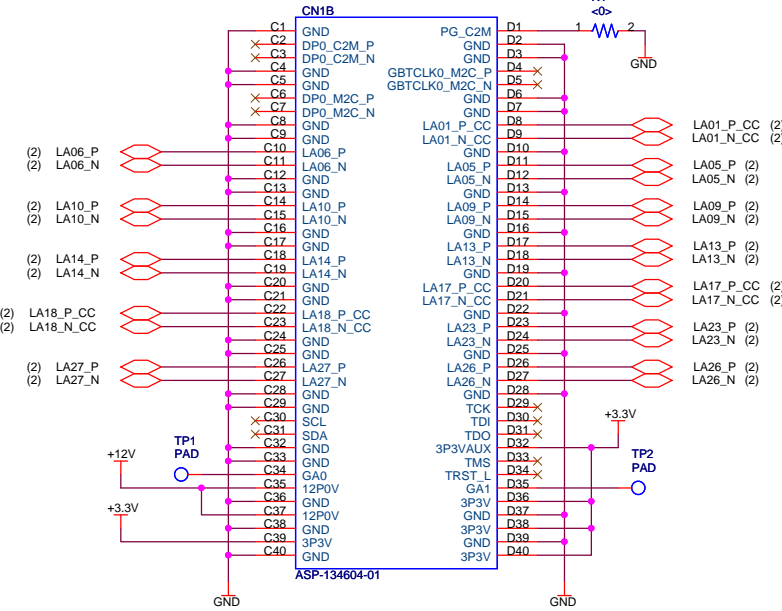 CN1B
<0>
1 2
GND
C1 GND PG_C2M D1
C2 DP0_C2M_P GND D2
C3 DP0_C2M_N GND D3
C4 GND GBTCLK0_M2C_P D4
C5 GND GBTCLK0_M2C_N D5
C6 DP0_M2C_P GND D6
C7 DP0_M2C_N GND D7
C8 GND LA01_P_CC D8 LA01_P_CC (2)
C9 GND LA01_N_CC D9 LA01_N_CC (2)
(2) LA06_P C10 LA06_P GND D10
(2) LA06_N C11 LA06_N LA05_P D11 LA05_P (2)
C12 GND LA05_N D12 LA05_N (2)
C13 GND GND D13
(2) LA10_P C14 LA10_P LA09_P D14 LA09_P (2)
(2) LA10_N C15 LA10_N LA09_N D15 LA09_N (2)
C16 GND GND D16
C17 GND LA13_P D17 LA13_P (2)
(2) LA14_P C18 LA14_P LA13_N D18 LA13_N (2)
(2) LA14_N C19 LA14_N GND D19
C20 GND LA17_P_CC D20 LA17_P_CC (2)
C21 GND LA17_N_CC D21 LA17_N_CC (2)
(2) LA18_P_CC C22 LA18_P_CC GND D22
(2) LA18_N_CC C23 LA18_N_CC LA23_P D23 LA23_P (2)
C24 GND LA23_N D24 LA23_N (2)
C25 GND GND D25
(2) LA27_P C26 LA27_P LA26_P D26 LA26_P (2)
(2) LA27_N C27 LA27_N LA26_N D27 LA26_N (2)
C28 GND GND D28
C29 GND TCK D29
C30 SCL TDI D30
C31 SDA TDO D31
+3.3V
C32 GND 3P3VAUX D32
TP1
PAD
TP2
PAD
+12V
C33 GND TMS D33
C34 GA0 TRST_L D34
C35 12P0V GA1 D35
C36 GND 3P3V D36
+3.3V
C37 12P0V GND D37
C38 GND 3P3V D38
C39 3P3V GND D39
C40 GND 3P3V D40
ASP-134604-01
GND GND